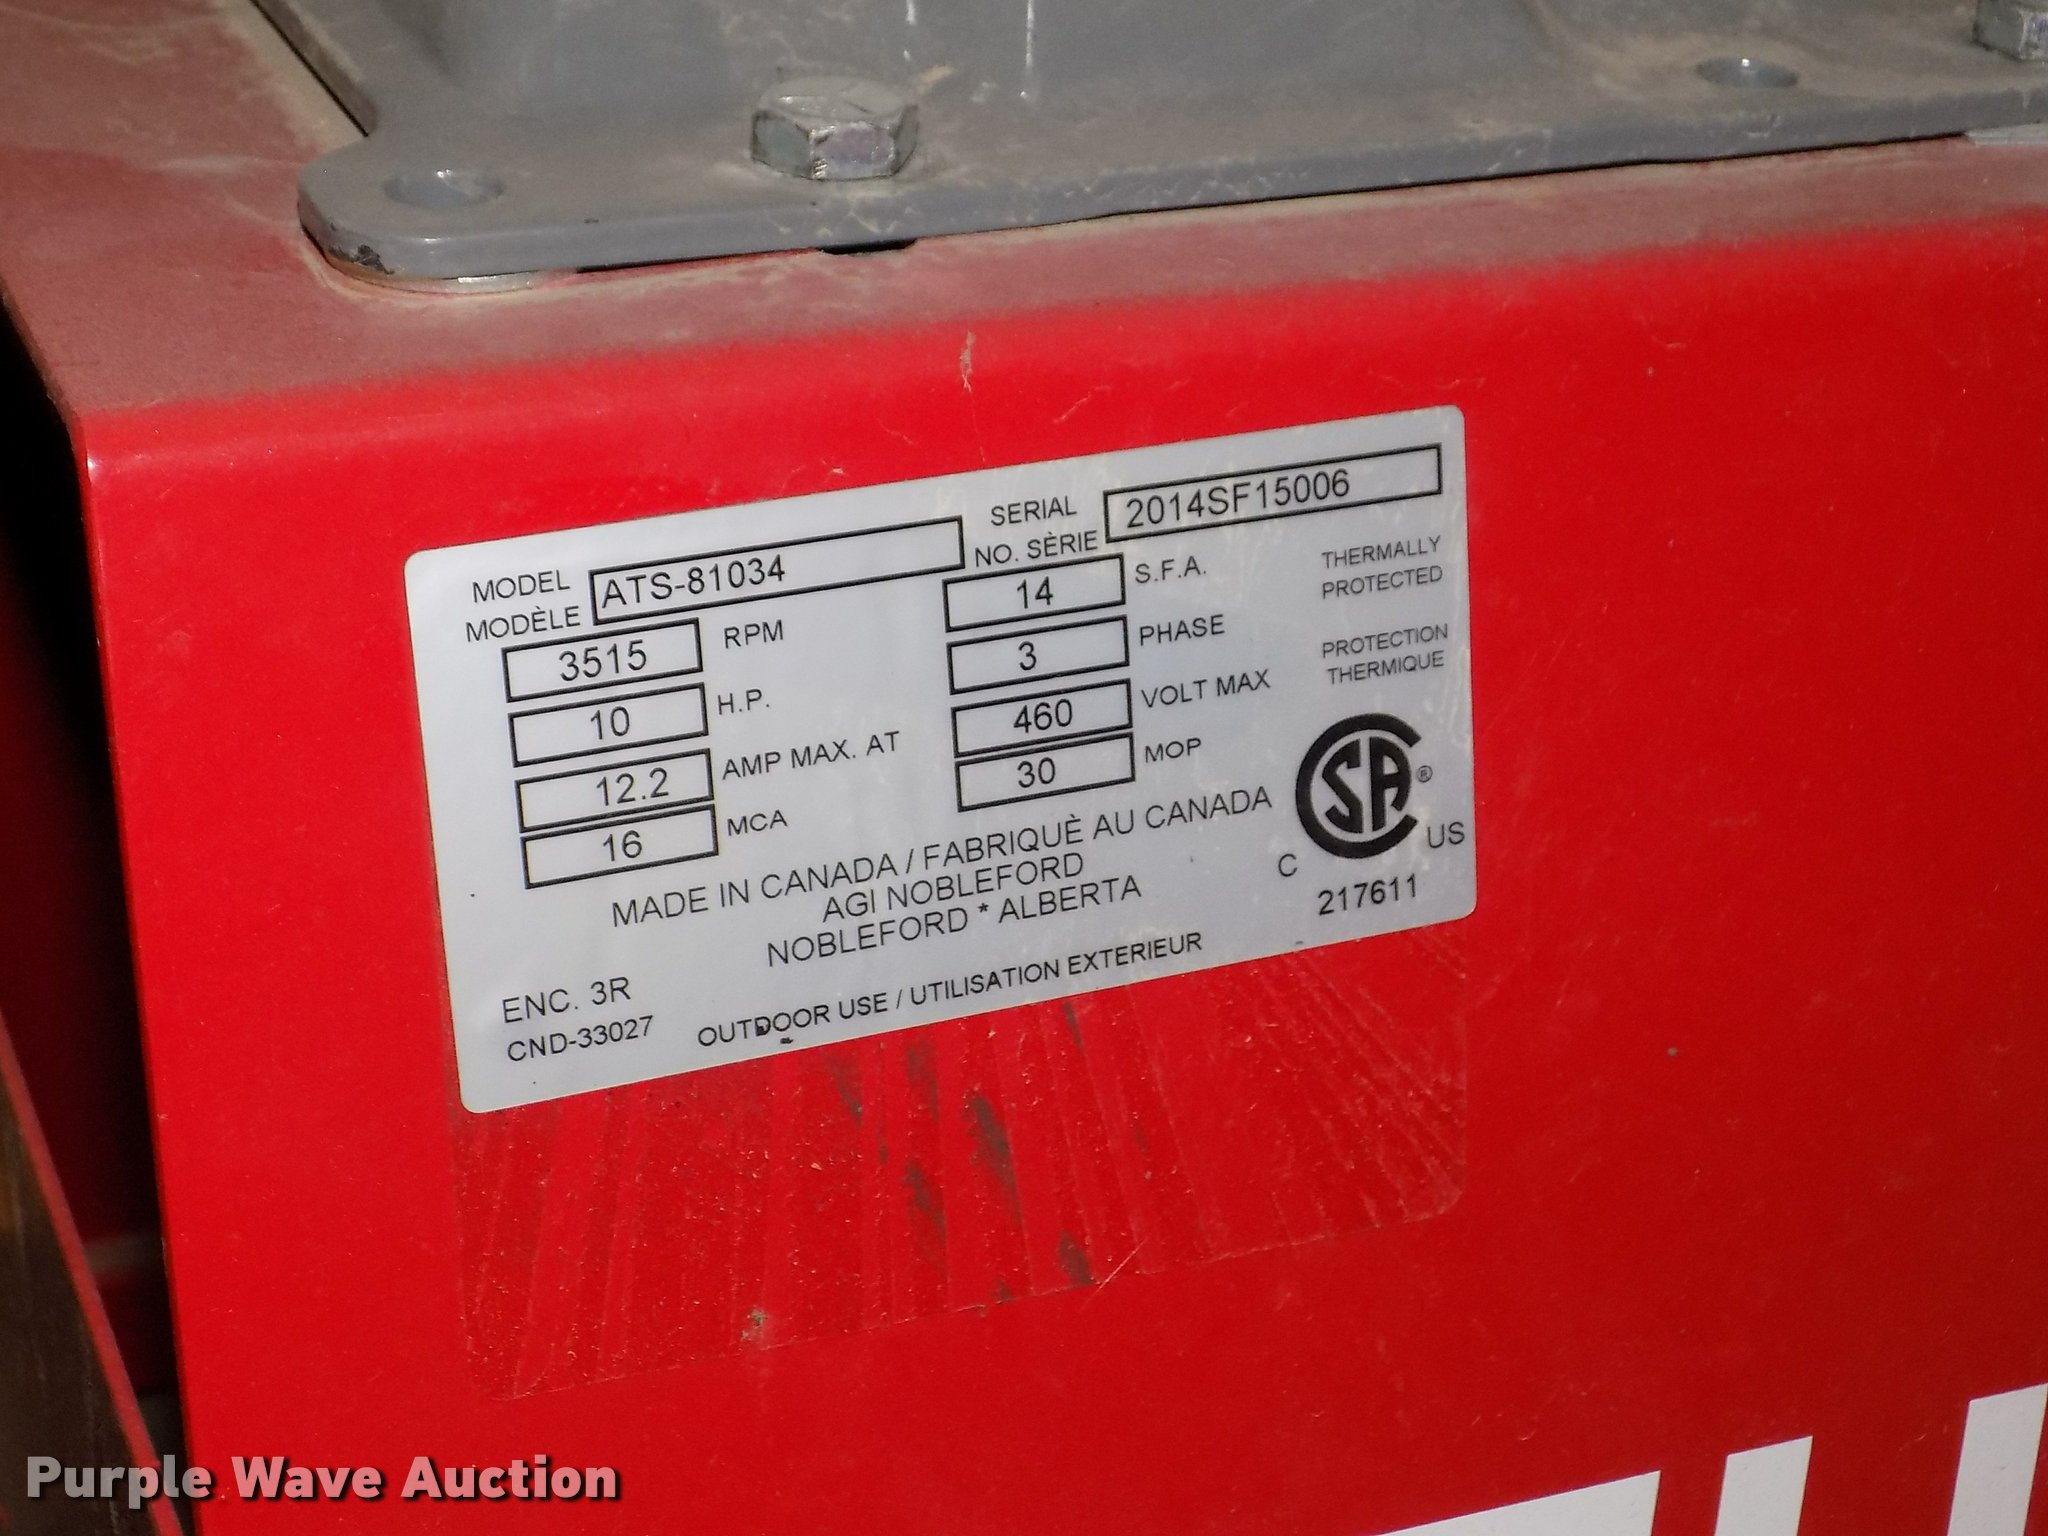 MODEL
MODÈLE
ATS-81034
SERIAL
NO. SÈRIE
2014SF15006
3515 RPM
14 S.F.A.
10 H.P.
3 PHASE
12.2 AMP MAX. AT
460 VOLT MAX
16 MCA
30 MOP
THERMALLY
PROTECTED
PROTECTION
THERMIQUE
MADE IN CANADA / FABRIQUÈ AU CANADA
AGI NOBLEFORD
NOBLEFORD * ALBERTA
C SA ® US
217611
ENC. 3R
CND-33027
OUTDOOR USE / UTILISATION EXTERIEUR
Purple Wave Auction